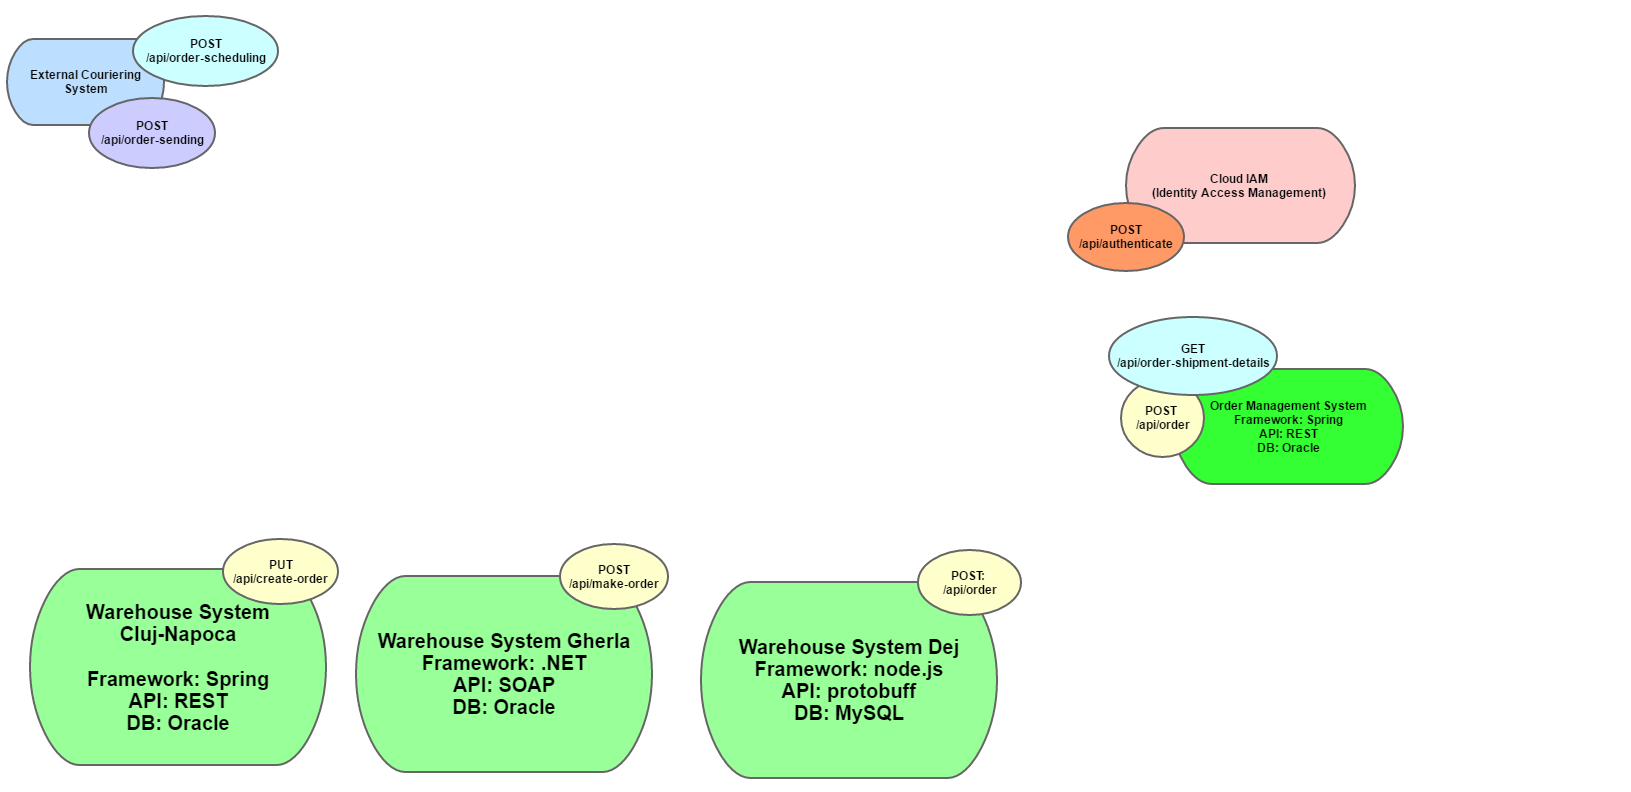 POST
/api/order-scheduling
External Couriering
System
POST
/api/order-sending
Cloud IAM
(Identity Access Management)
POST
/api/authenticate
GET
/api/order-shipment-details
POST
/api/order
Order Management System
Framework: Spring
API: REST
DB: Oracle
PUT
/api/create-order
Warehouse System
Cluj-Napoca
Framework: Spring
API: REST
DB: Oracle
POST
/api/make-order
Warehouse System Gherla
Framework: .NET
API: SOAP
DB: Oracle
POST:
/api/order
Warehouse System Dej
Framework: node.js
API: protobuff
DB: MySQL